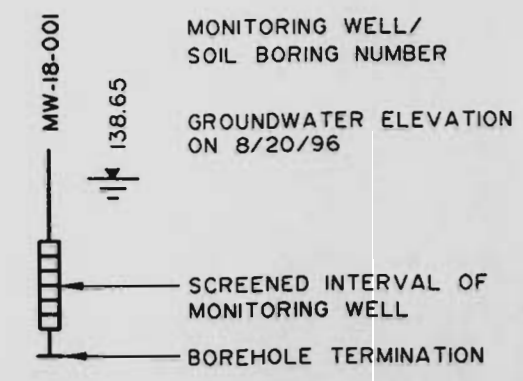 MW-18-001
138.65
MONITORING WELL/
SOIL BORING NUMBER
GROUNDWATER ELEVATION
ON 8/20/96
SCREENED INTERVAL OF
MONITORING WELL
BOREHOLE TERMINATION